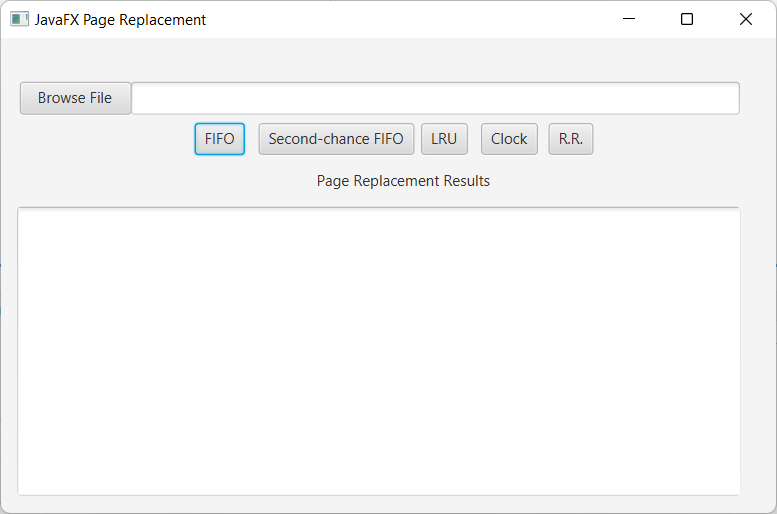 JavaFX Page Replacement
Browse File
FIFO Second-chance FIFO LRU Clock R.R.
Page Replacement Results